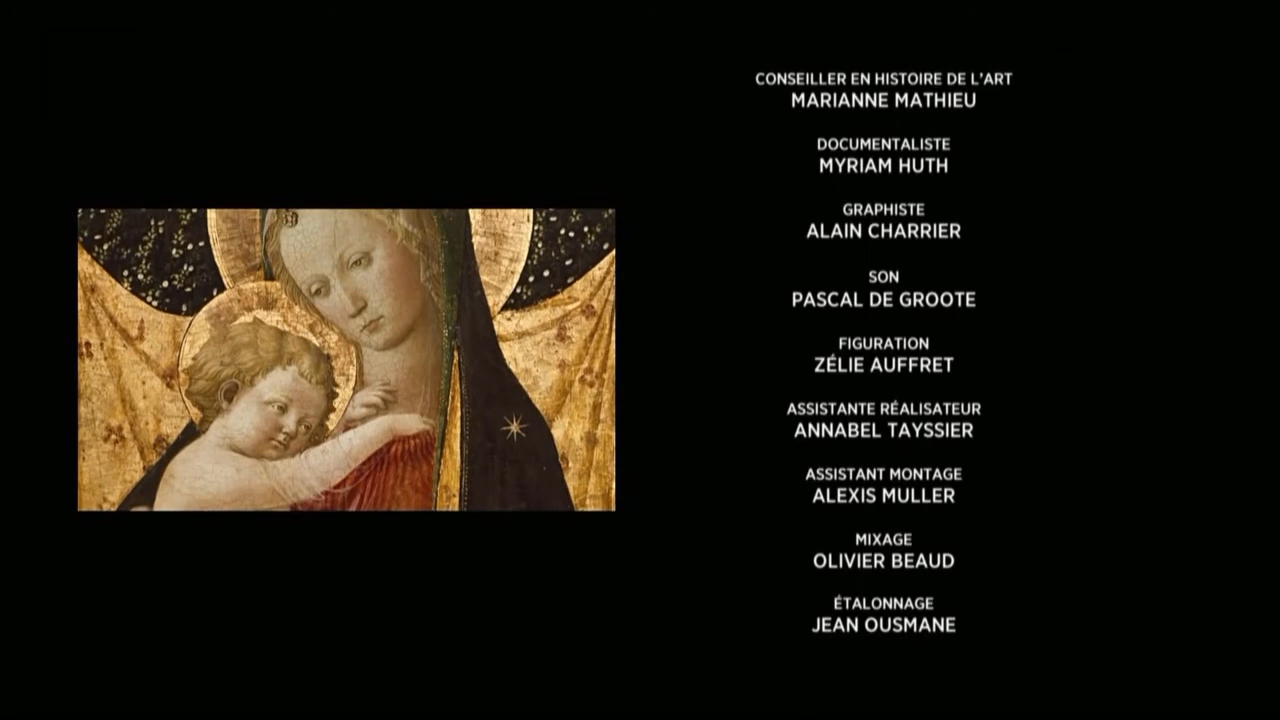 CONSEILLER EN HISTOIRE DE L'ART
MARIANNE MATHIEU
DOCUMENTALISTE
MYRIAM HUTH
GRAPHISTE
ALAIN CHARRIER
SON
PASCAL DE GROOTE
FIGURATION
ZÉLIE AUFFRET
ASSISTANTE RÉALISATEUR
ANNABEL TAYSSIER
ASSISTANT MONTAGE
ALEXIS MULLER
MIXAGE
OLIVIER BEAUD
ÉTALONNAGE
JEAN OUSMANE